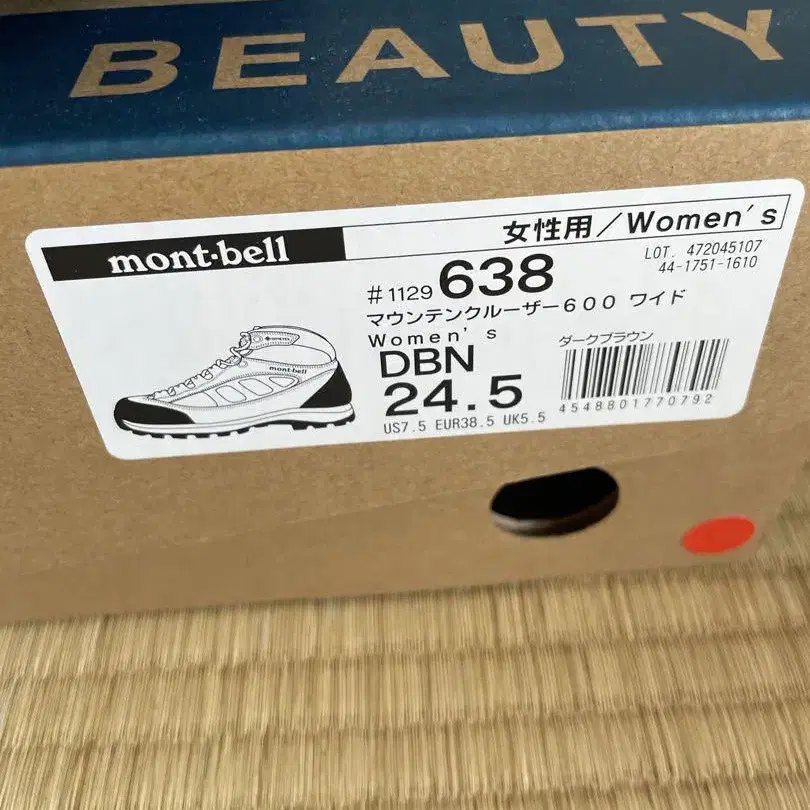 BEAUTY
mont-bell
女性用/Women's
#1129 638
LOT. 472045107
44-1751-1610
マウンテンクルーザー600 ワイド
Women's
DBN
ダークブラウン
24.5
4548801770792
US7.5 EUR38.5 UK5.5
mont-bell